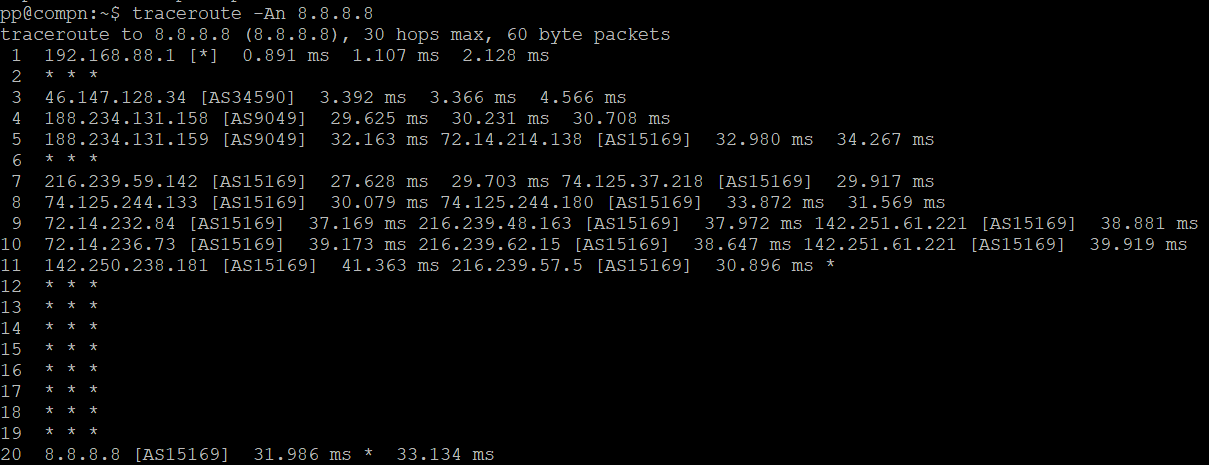 pp@compn:~$ traceroute -An 8.8.8.8
traceroute to 8.8.8.8 (8.8.8.8), 30 hops max, 60 byte packets
 1  192.168.88.1 [*]  0.891 ms  1.107 ms  2.128 ms
 2  * * *
 3  46.147.128.34 [AS34590]  3.392 ms  3.366 ms  4.566 ms
 4  188.234.131.158 [AS9049]  29.625 ms  30.231 ms  30.708 ms
 5  188.234.131.159 [AS9049]  32.163 ms 72.14.214.138 [AS15169]  32.980 ms  34.267 ms
 6  * * *
 7  216.239.59.142 [AS15169]  27.628 ms  29.703 ms 74.125.37.218 [AS15169]  29.917 ms
 8  74.125.244.133 [AS15169]  30.079 ms 74.125.244.180 [AS15169]  33.872 ms  31.569 ms
 9  72.14.232.84 [AS15169]  37.169 ms 216.239.48.163 [AS15169]  37.972 ms 142.251.61.221 [AS15169]  38.881 ms
10  72.14.236.73 [AS15169]  39.173 ms 216.239.62.15 [AS15169]  38.647 ms 142.251.61.221 [AS15169]  39.919 ms
11  142.250.238.181 [AS15169]  41.363 ms 216.239.57.5 [AS15169]  30.896 ms *
12  * * *
13  * * *
14  * * *
15  * * *
16  * * *
17  * * *
18  * * *
19  * * *
20  8.8.8.8 [AS15169]  31.986 ms *  33.134 ms